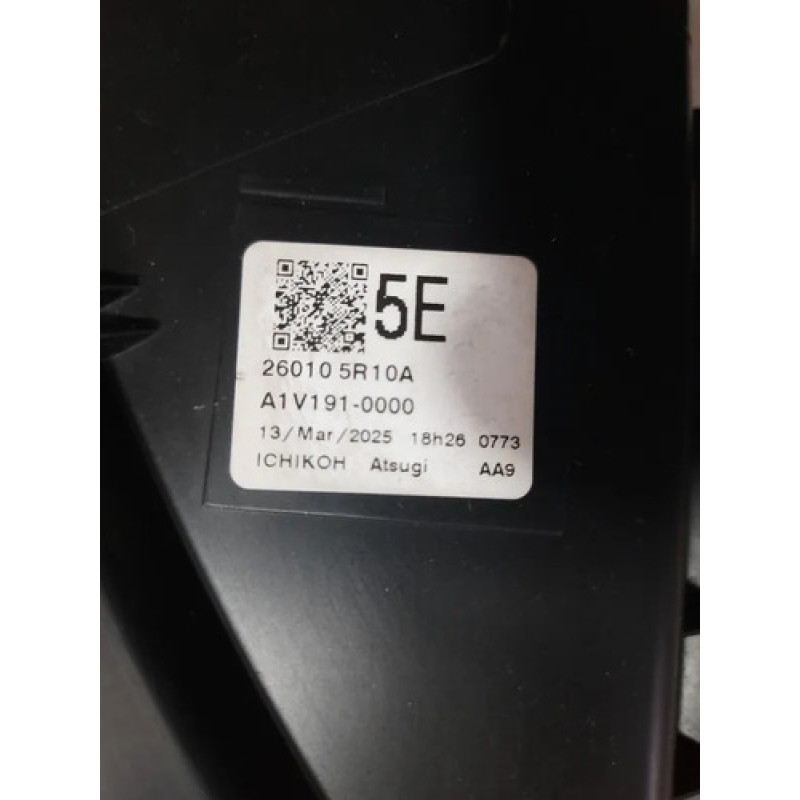 5E
26010 5R10A
A1V191-0000
13/Mar/2025 18h26 0773
ICHIKOH Atsugi AA9